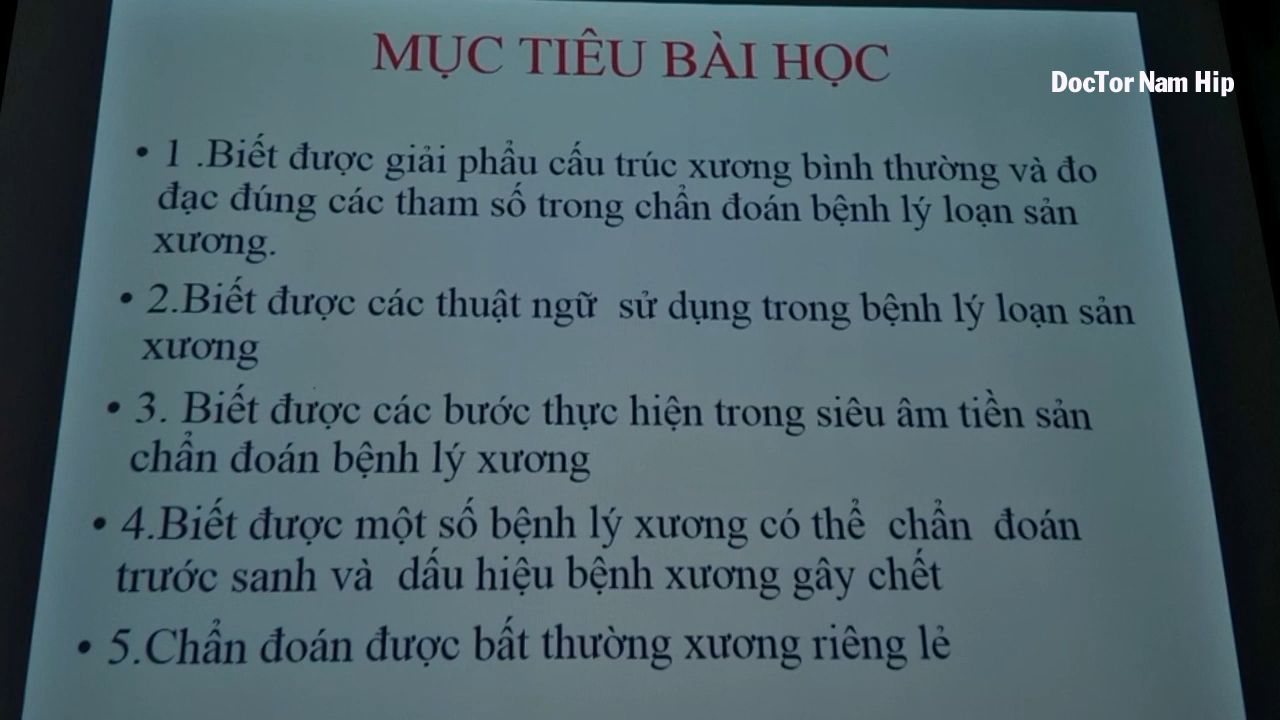 MỤC TIÊU BÀI HỌC
DocTor Nam Hip
• 1 .Biết được giải phẩu cấu trúc xương bình thường và đo
đạc đúng các tham số trong chẩn đoán bệnh lý loạn sản
xương.
• 2.Biết được các thuật ngữ sử dụng trong bệnh lý loạn sản
xương
• 3. Biết được các bước thực hiện trong siêu âm tiền sản
chẩn đoán bệnh lý xương
• 4.Biết được một số bệnh lý xương có thể chẩn đoán
trước sanh và dấu hiệu bệnh xương gây chết
• 5.Chẩn đoán được bất thường xương riêng lẻ